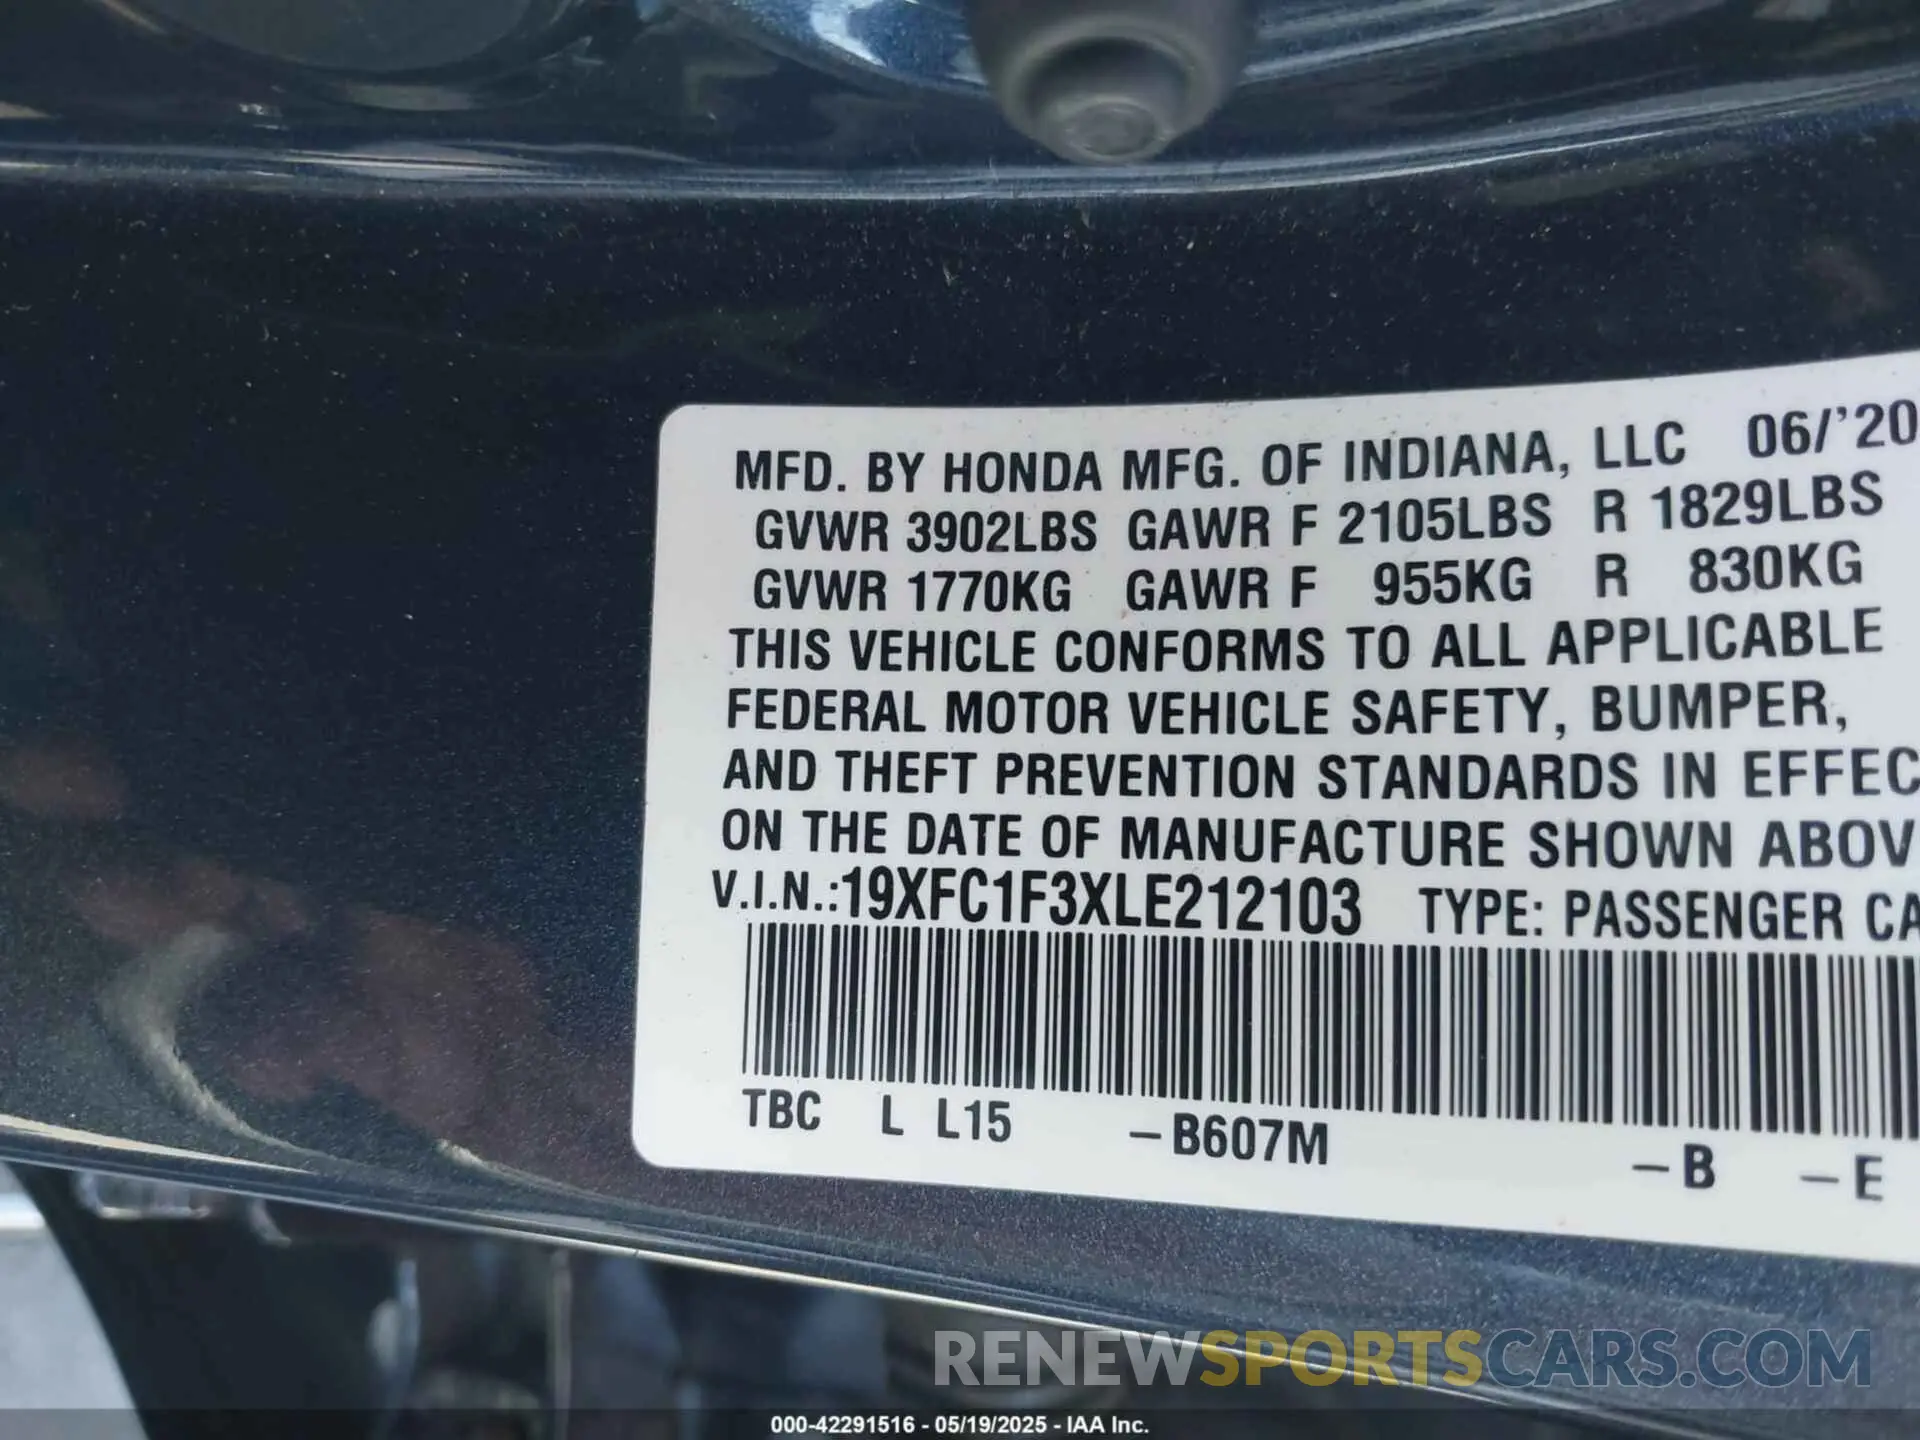 MFD. BY HONDA MFG. OF INDIANA, LLC 06/'20
GVWR 3902LBS GAWR F 2105LBS R 1829LBS
GVWR 1770KG GAWR F 955KG R 830KG
THIS VEHICLE CONFORMS TO ALL APPLICABLE
FEDERAL MOTOR VEHICLE SAFETY, BUMPER,
AND THEFT PREVENTION STANDARDS IN EFFEC
ON THE DATE OF MANUFACTURE SHOWN ABOV
V.I.N.:19XFC1F3XLE212103 TYPE: PASSENGER CA
TBC L L15 –B607M –B –E
RENEWSPORTSCARS.COM
000-42291516 - 05/19/2025 - IAA Inc.